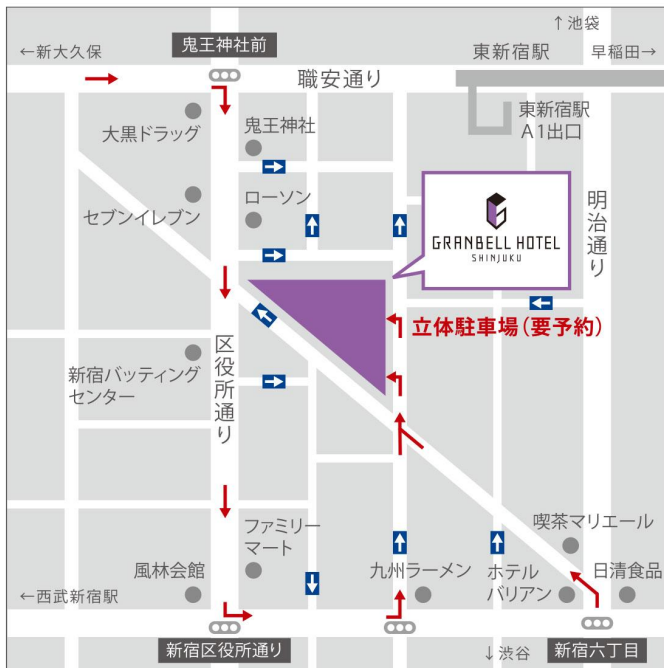 ↑池袋
←新大久保
鬼王神社前
東新宿駅
早稲田→
職安通り
大黒ドラッグ
鬼王神社
東新宿駅
A1出口
セブンイレブン
ローソン
GRANBELL HOTEL
SHINJUKU
明治通り
立体駐車場(要予約)
区役所通り
新宿バッティング
センター
喫茶マリエール
ファミリー
マート
風林会館
九州ラーメン
ホテル
バリアン
日清食品
←西武新宿駅
新宿区役所通り
↓渋谷
新宿六丁目